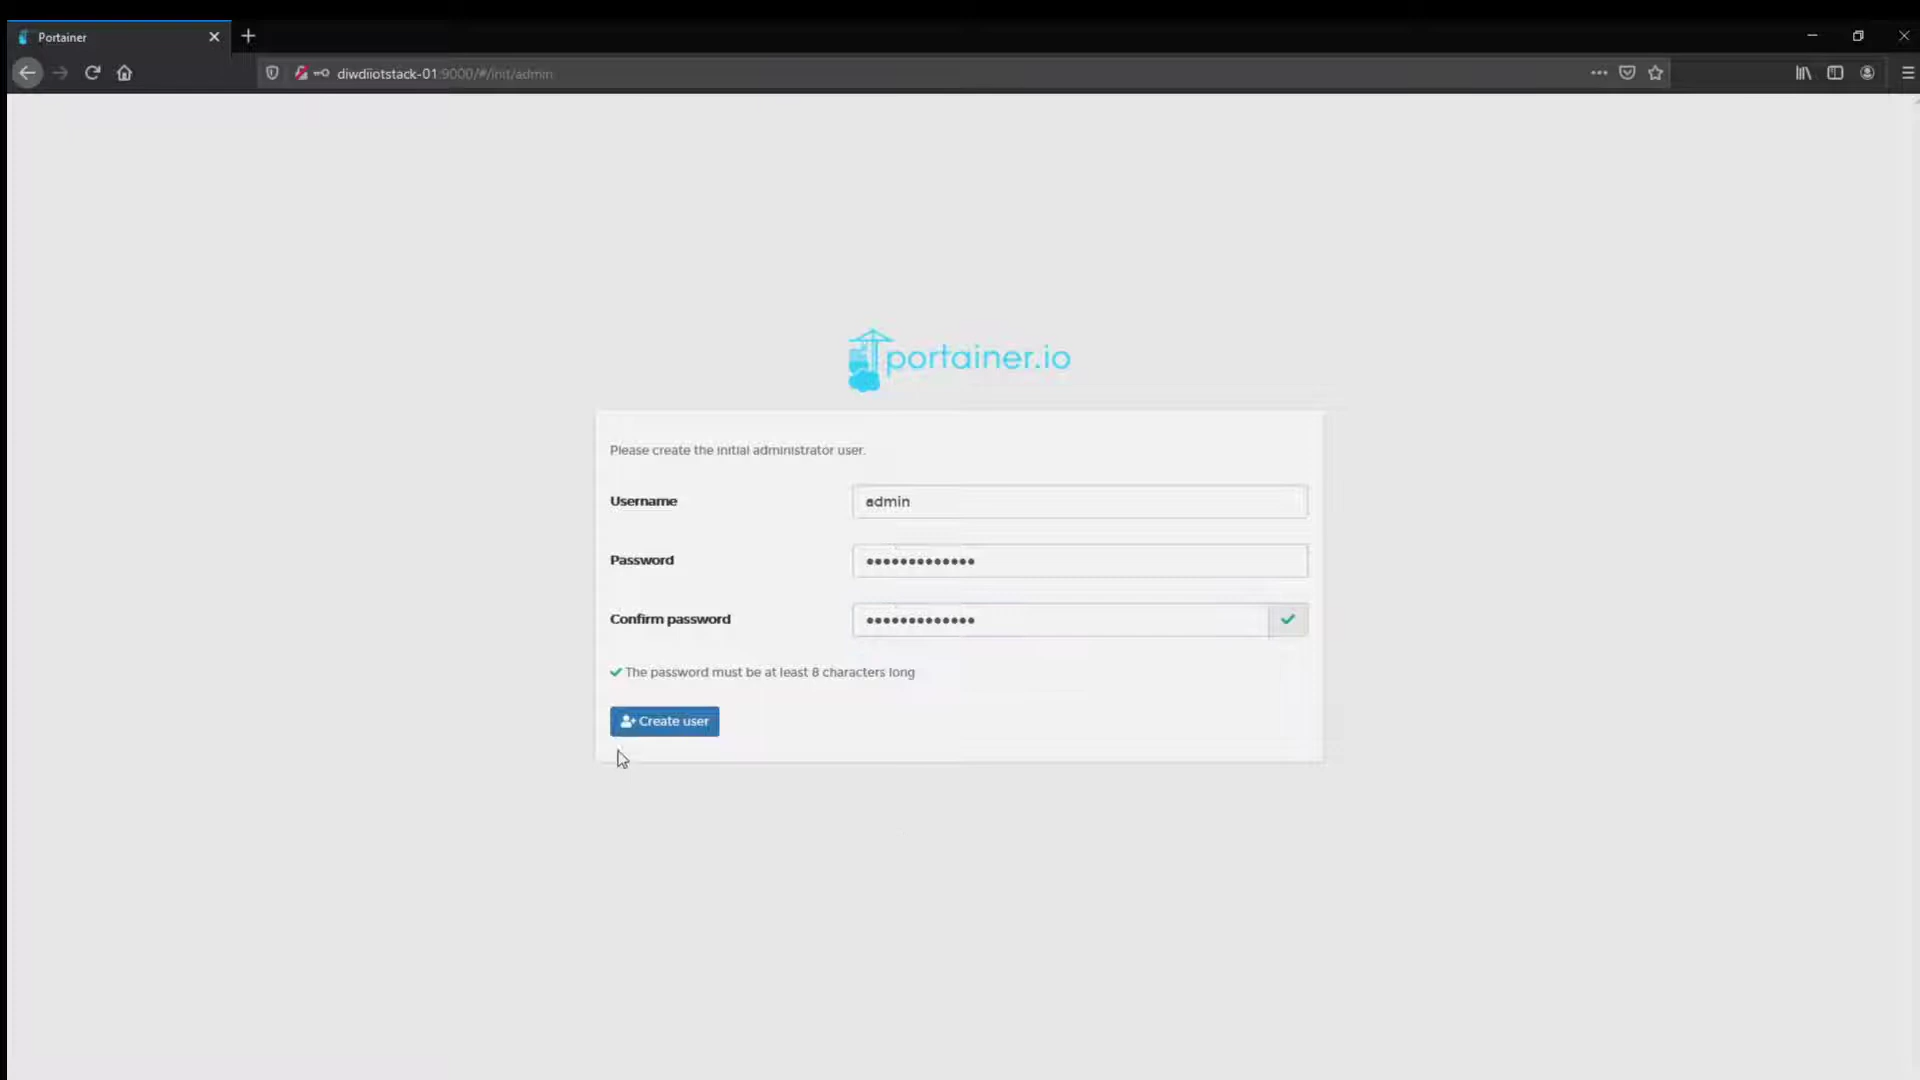 Portainer
diwdiiotstack-01:9000/#/init/admin
portainer.io
Please create the initial administrator user.
Username
admin
Password
•••••••••••••
Confirm password
•••••••••••••
The password must be at least 8 characters long
Create user